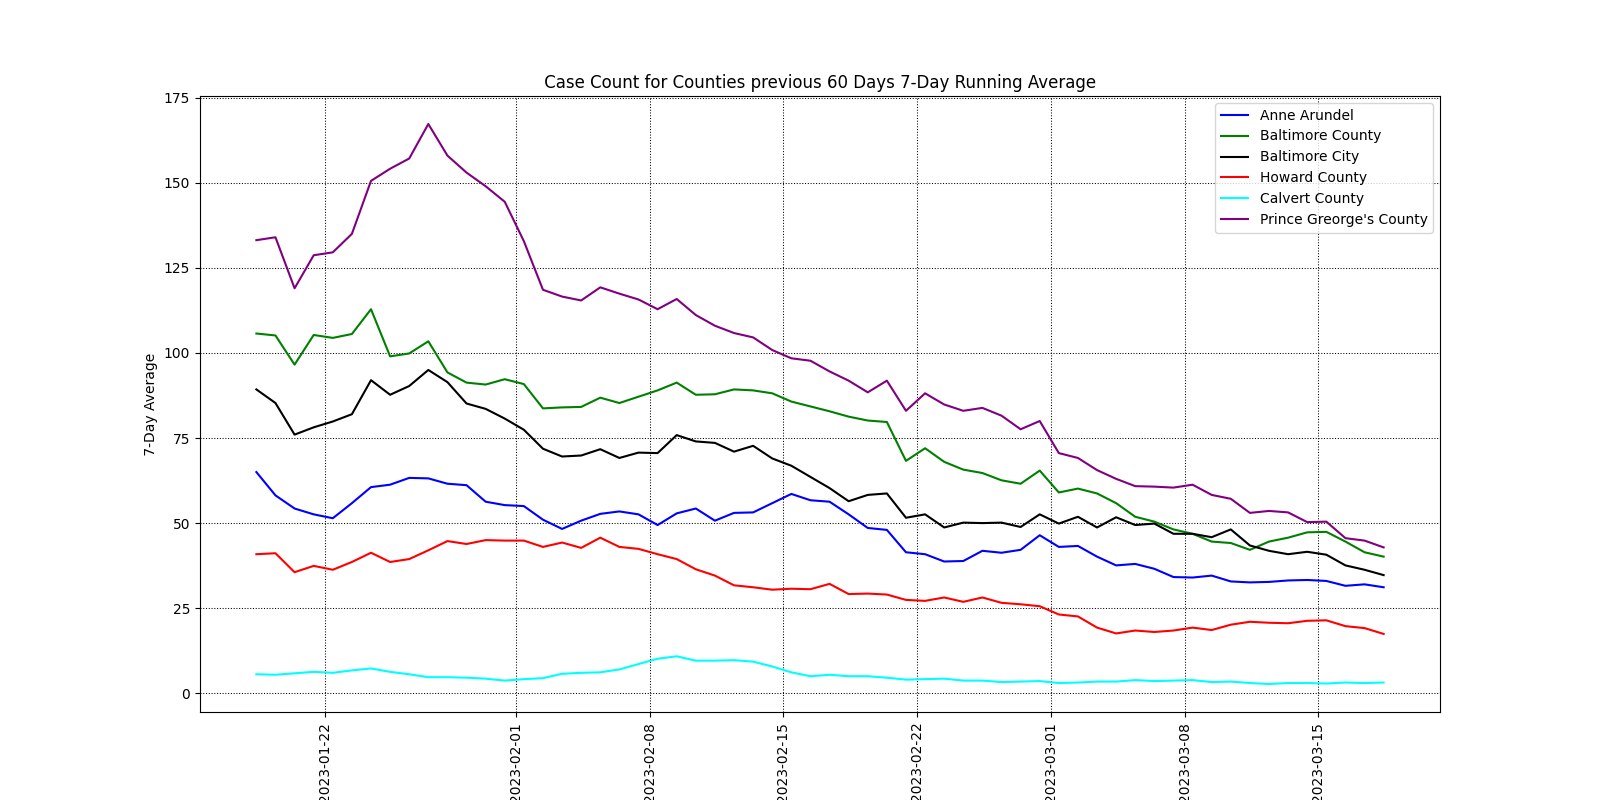 Case Count for Counties previous 60 Days 7-Day Running Average
175
150
125
100
75
50
25
0
7-Day Average
Anne Arundel
Baltimore County
Baltimore City
Howard County
Calvert County
Prince Greorge's County
2023-01-22
2023-02-01
2023-02-08
2023-02-15
2023-02-22
2023-03-01
2023-03-08
2023-03-15